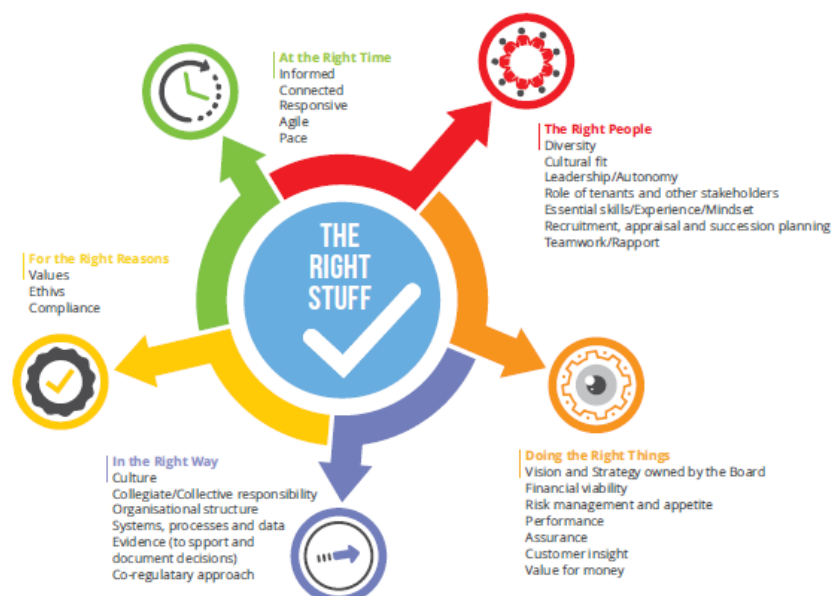 THE
RIGHT
STUFF
At the Right Time
Informed
Connected
Responsive
Agile
Pace
The Right People
Diversity
Cultural fit
Leadership/Autonomy
Role of tenants and other stakeholders
Essential skills/Experience/Mindset
Recruitment, appraisal and succession planning
Teamwork/Rapport
Doing the Right Things
Vision and Strategy owned by the Board
Financial viability
Risk management and appetite
Performance
Assurance
Customer insight
Value for money
In the Right Way
Culture
Collegiate/Collective responsibility
Organisational structure
Systems, processes and data
Evidence (to spport and
document decisions)
Co-regulatary approach
For the Right Reasons
Values
Ethivs
Compliance